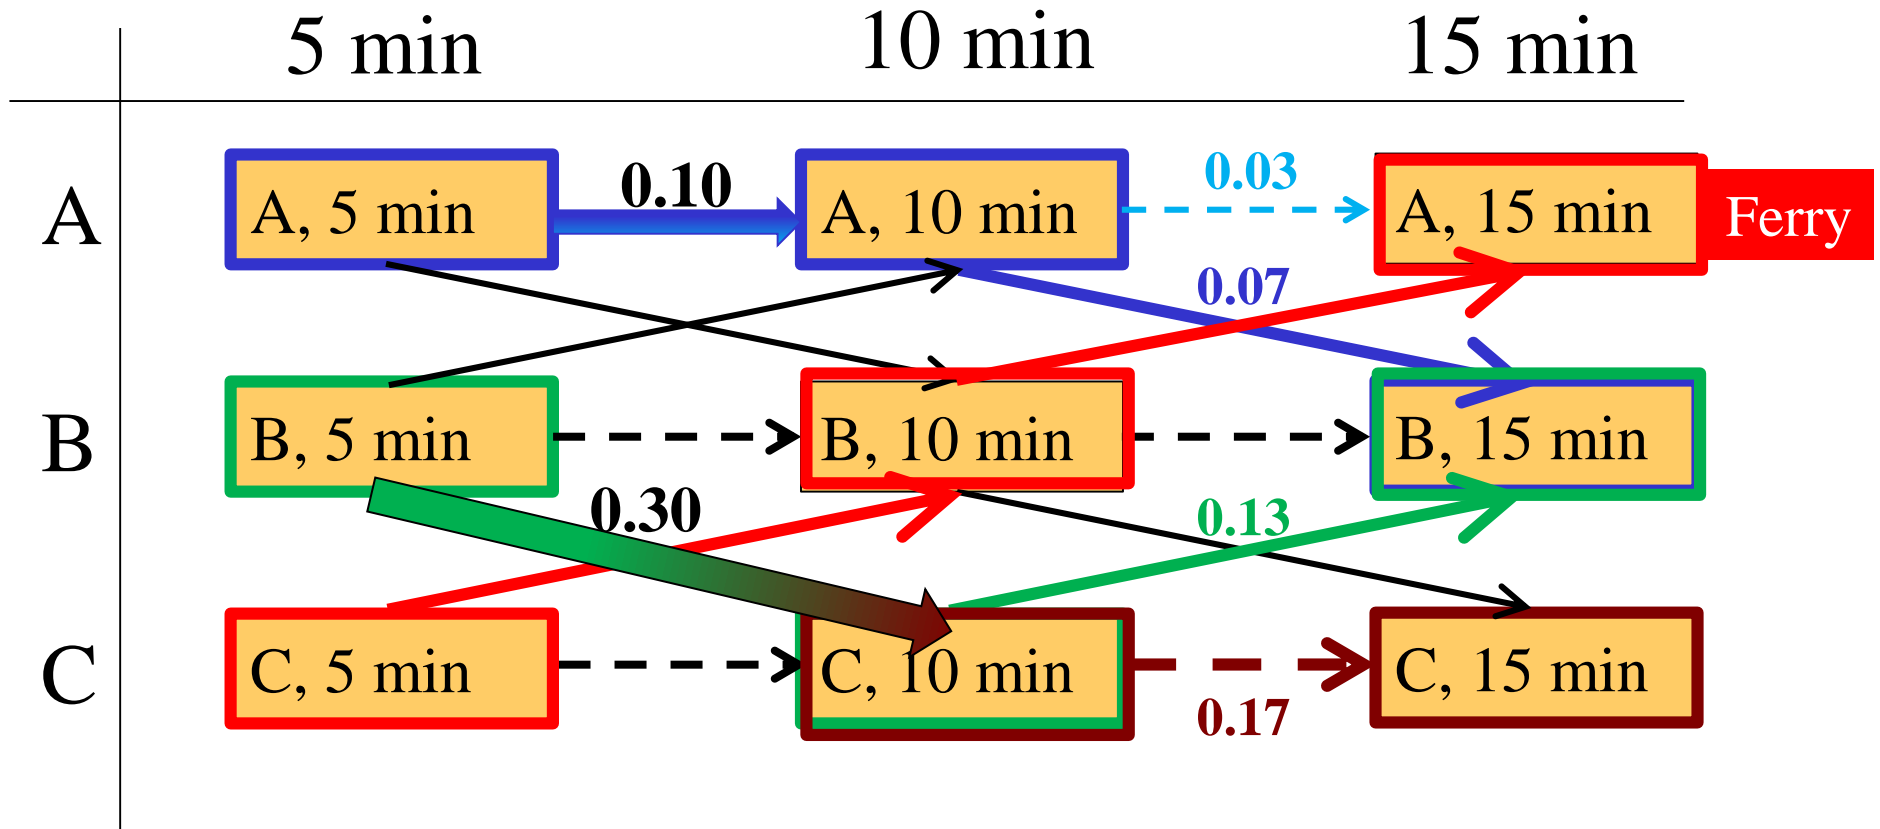 5 min 10 min 15 min
A A, 5 min 0.10 A, 10 min 0.03 A, 15 min Ferry
0.07
B B, 5 min B, 10 min B, 15 min
0.30 0.13
C C, 5 min C, 10 min C, 15 min
0.17